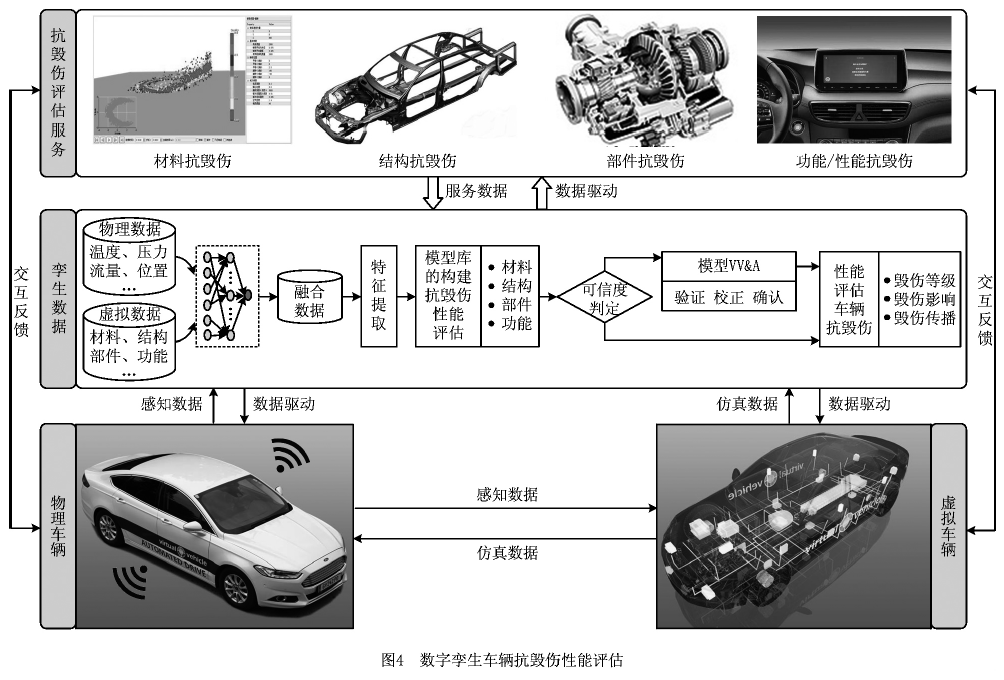 抗毁伤评估服务
材料抗毁伤
结构抗毁伤
部件抗毁伤
功能/性能抗毁伤
服务数据
数据驱动
交互反馈
孪生数据
物理数据
温度、压力
流量、位置
…
虚拟数据
材料、结构
部件、功能
…
融合
数据
特征提取
模型库
的构建
抗毁伤
性能
评估
● 材料
● 结构
● 部件
● 功能
可信度
判定
模型VV&A
验证 校正 确认
性能
评估
车辆
抗毁伤
● 毁伤等级
● 毁伤影响
● 毁伤传播
交互反馈
感知数据
数据驱动
仿真数据
数据驱动
物理车辆
virtual vehicle
AUTOMATED DRIVE
感知数据
仿真数据
virtual vehicle
virtual vehicle
虚拟车辆
图4 数字孪生车辆抗毁伤性能评估